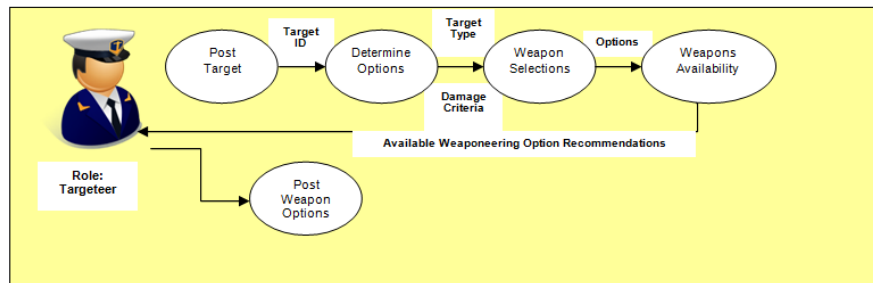 Post
Target
Target
ID
Determine
Options
Target
Type
Damage
Criteria
Weapon
Selections
Options
Weapons
Availability
Available Weaponeering Option Recommendations
Role:
Targeteer
Post
Weapon
Options